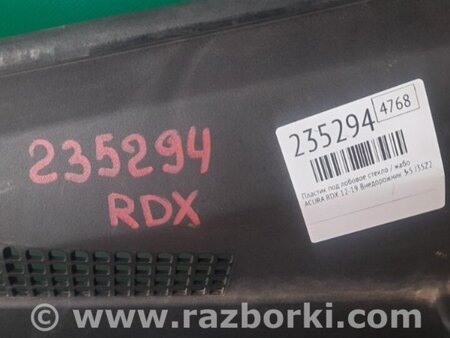 235294
RDX
235294 4768
Пластик под лобовое стекло / жабо
ACURA RDX 12-19 Внедорожник 3.5 J35Z2
www.razborki.com